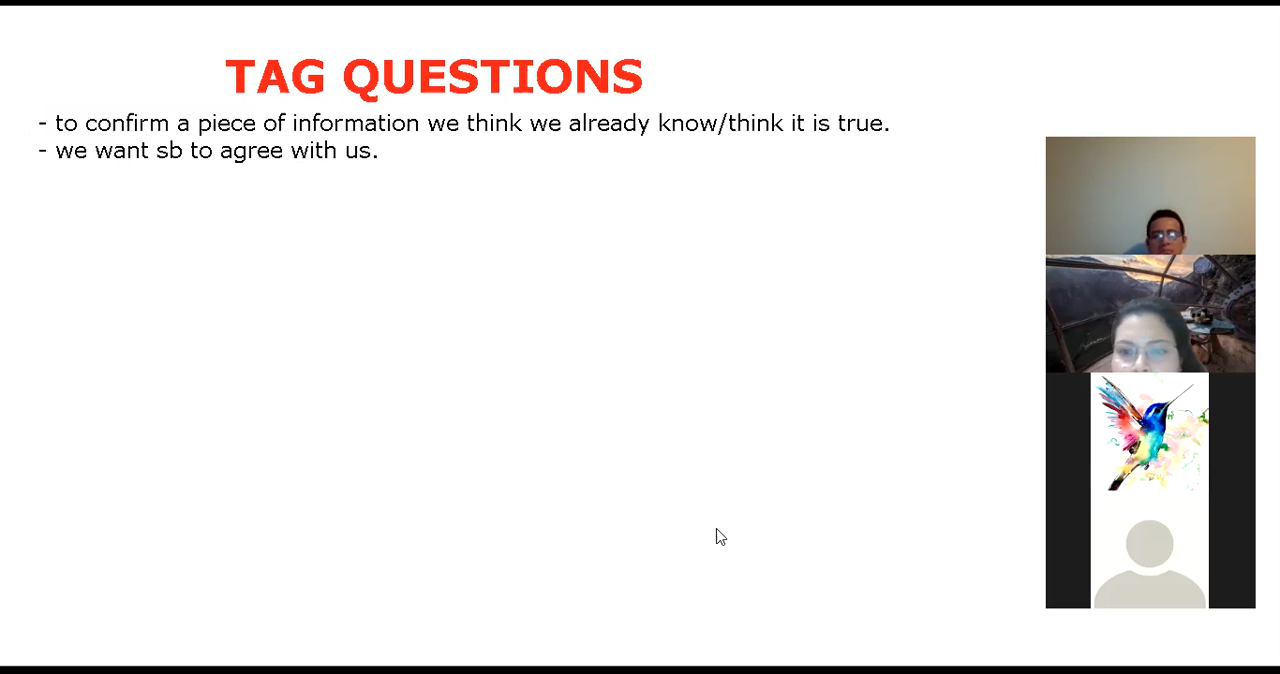 TAG QUESTIONS
- to confirm a piece of information we think we already know/think it is true.
- we want sb to agree with us.